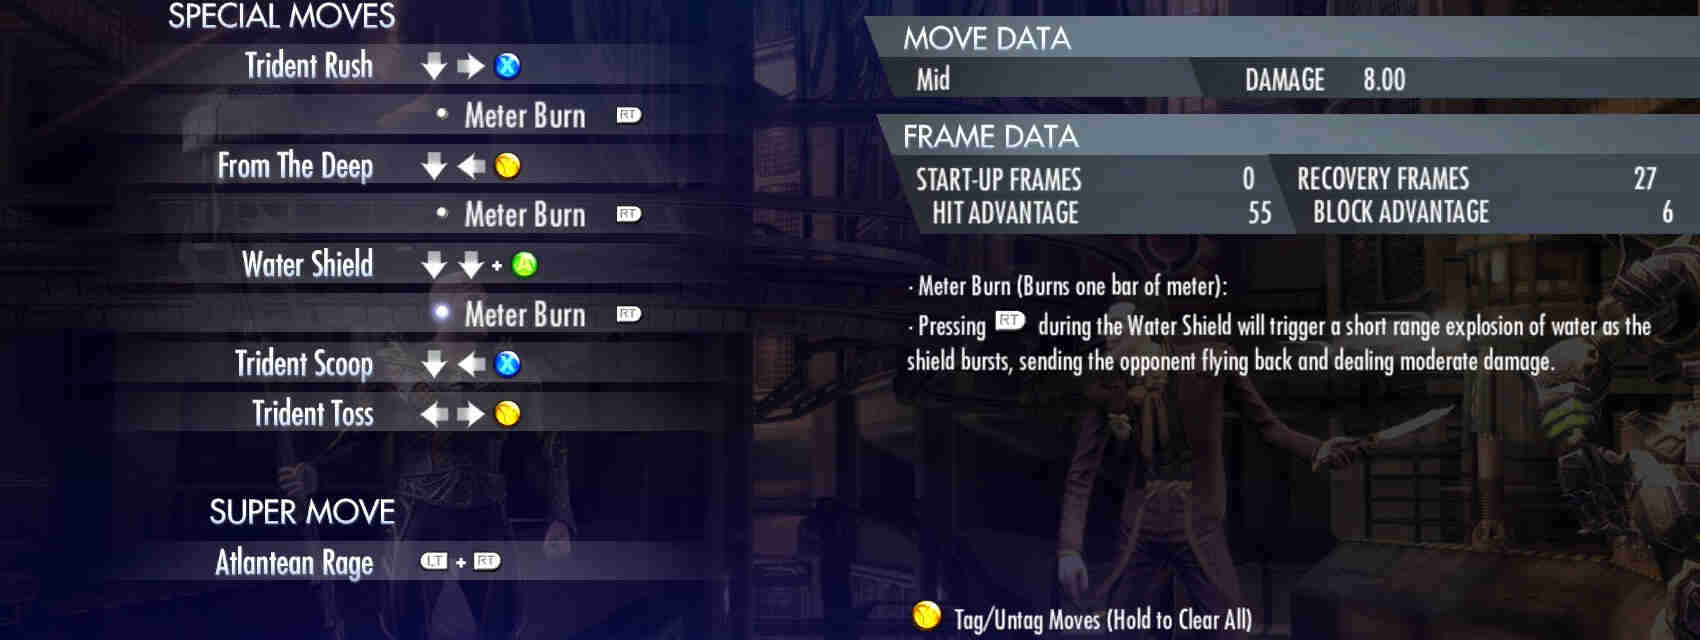 SPECIAL MOVES
Trident Rush X
Meter Burn RT
From The Deep Y
Meter Burn RT
Water Shield + A
Meter Burn RT
Trident Scoop X
Trident Toss Y
SUPER MOVE
Atlantean Rage LT + RT
MOVE DATA
Mid DAMAGE 8.00
FRAME DATA
START-UP FRAMES 0 RECOVERY FRAMES 27
HIT ADVANTAGE 55 BLOCK ADVANTAGE 6
· Meter Burn (Burns one bar of meter):
· Pressing RT during the Water Shield will trigger a short range explosion of water as the
shield bursts, sending the opponent flying back and dealing moderate damage.
Y Tag/Untag Moves (Hold to Clear All)